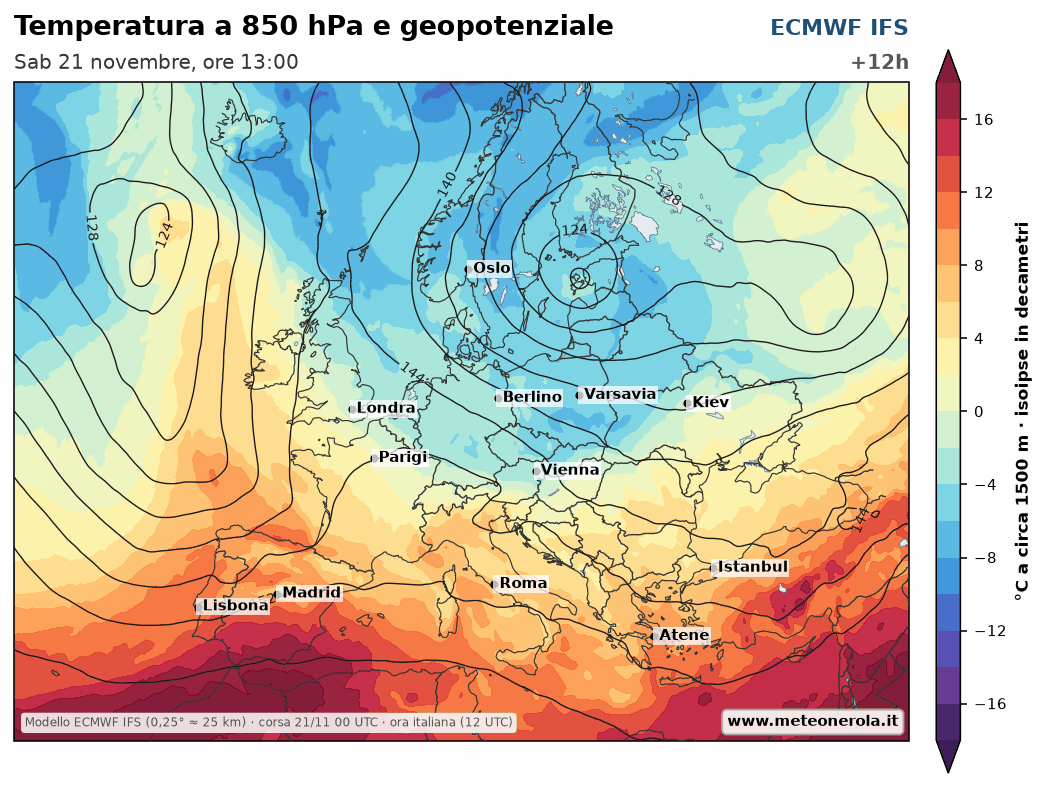 Temperatura a 850 hPa e geopotenziale
ECMWF IFS
Sab 21 novembre, ore 13:00
+12h
140
128
128
124
124
Oslo
144
Berlino
Varsavia
Kiev
Londra
Parigi
Vienna
144
Istanbul
Roma
Madrid
Lisbona
Atene
Modello ECMWF IFS (0,25° ≈ 25 km) · corsa 21/11 00 UTC · ora italiana (12 UTC)
www.meteonerola.it
16
12
8
4
0
−4
−8
−12
−16
°C a circa 1500 m · isoipse in decametri